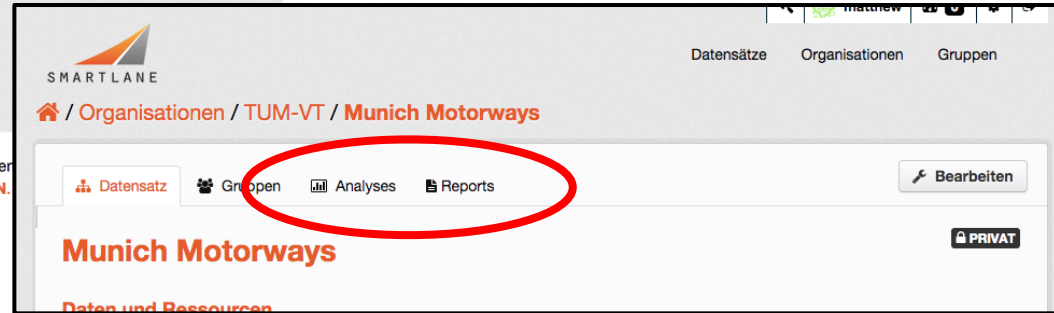 matthew
Datensätze Organisationen Gruppen
SMARTLANE
/ Organisationen / TUM-VT / Munich Motorways
en
N.
Datensatz Gruppen Analyses Reports Bearbeiten
Munich Motorways
PRIVAT
Daten und Ressourcen